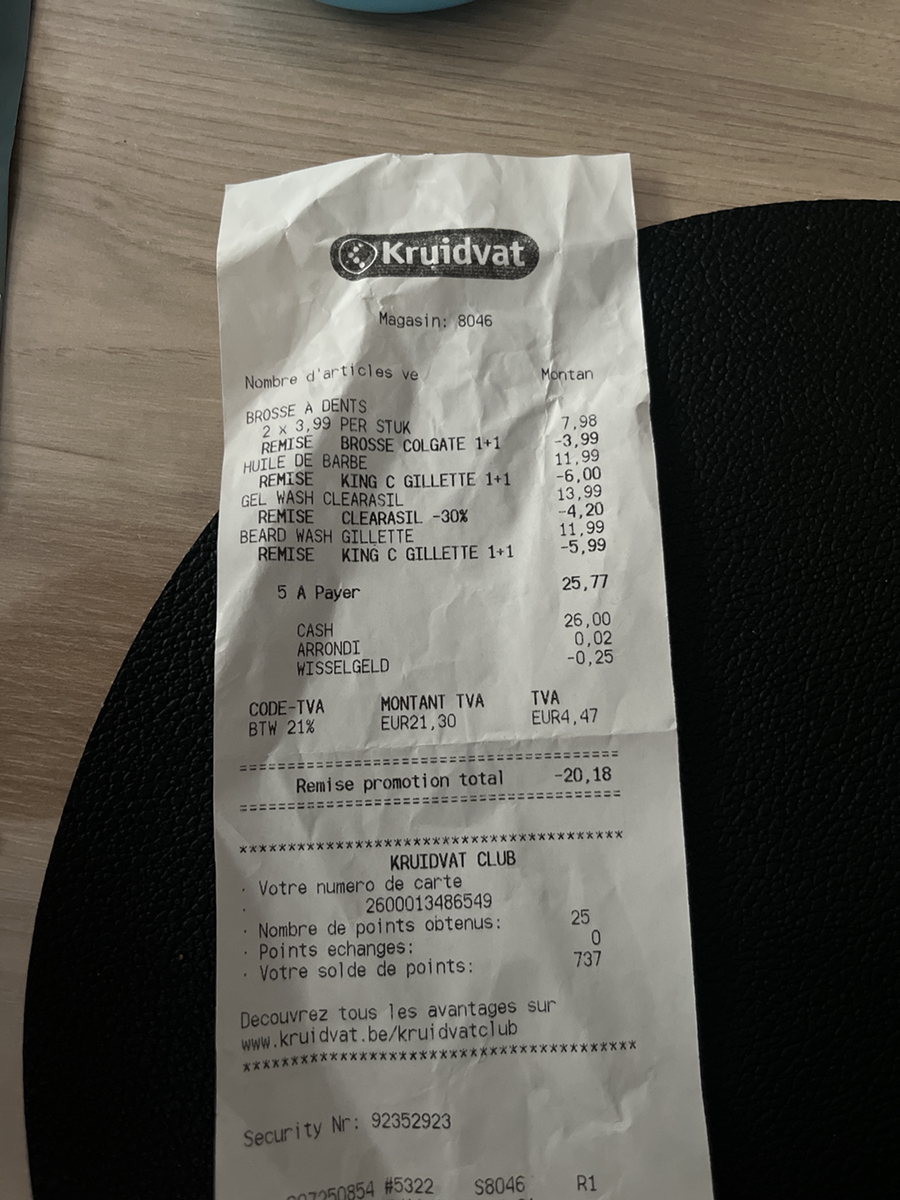 Kruidvat
Magasin: 8046
Nombre d'articles ve Montan
BROSSE A DENTS
2 x 3,99 PER STUK 7,98
REMISE BROSSE COLGATE 1+1 -3,99
HUILE DE BARBE 11,99
REMISE KING C GILLETTE 1+1 -6,00
GEL WASH CLEARASIL 13,99
REMISE CLEARASIL -30% -4,20
BEARD WASH GILLETTE 11,99
REMISE KING C GILLETTE 1+1 -5,99
5 A Payer 25,77
CASH 26,00
ARRONDI 0,02
WISSELGELD -0,25
CODE-TVA MONTANT TVA TVA
BTW 21% EUR21,30 EUR4,47
=======================================
Remise promotion total -20,18
=======================================
***************************************
KRUIDVAT CLUB
· Votre numero de carte
· 2600013486549
· Nombre de points obtenus: 25
· Points echanges: 0
· Votre solde de points: 737
Decouvrez tous les avantages sur
www.kruidvat.be/kruidvatclub
***************************************
Security Nr: 92352923
#5322 S8046 R1